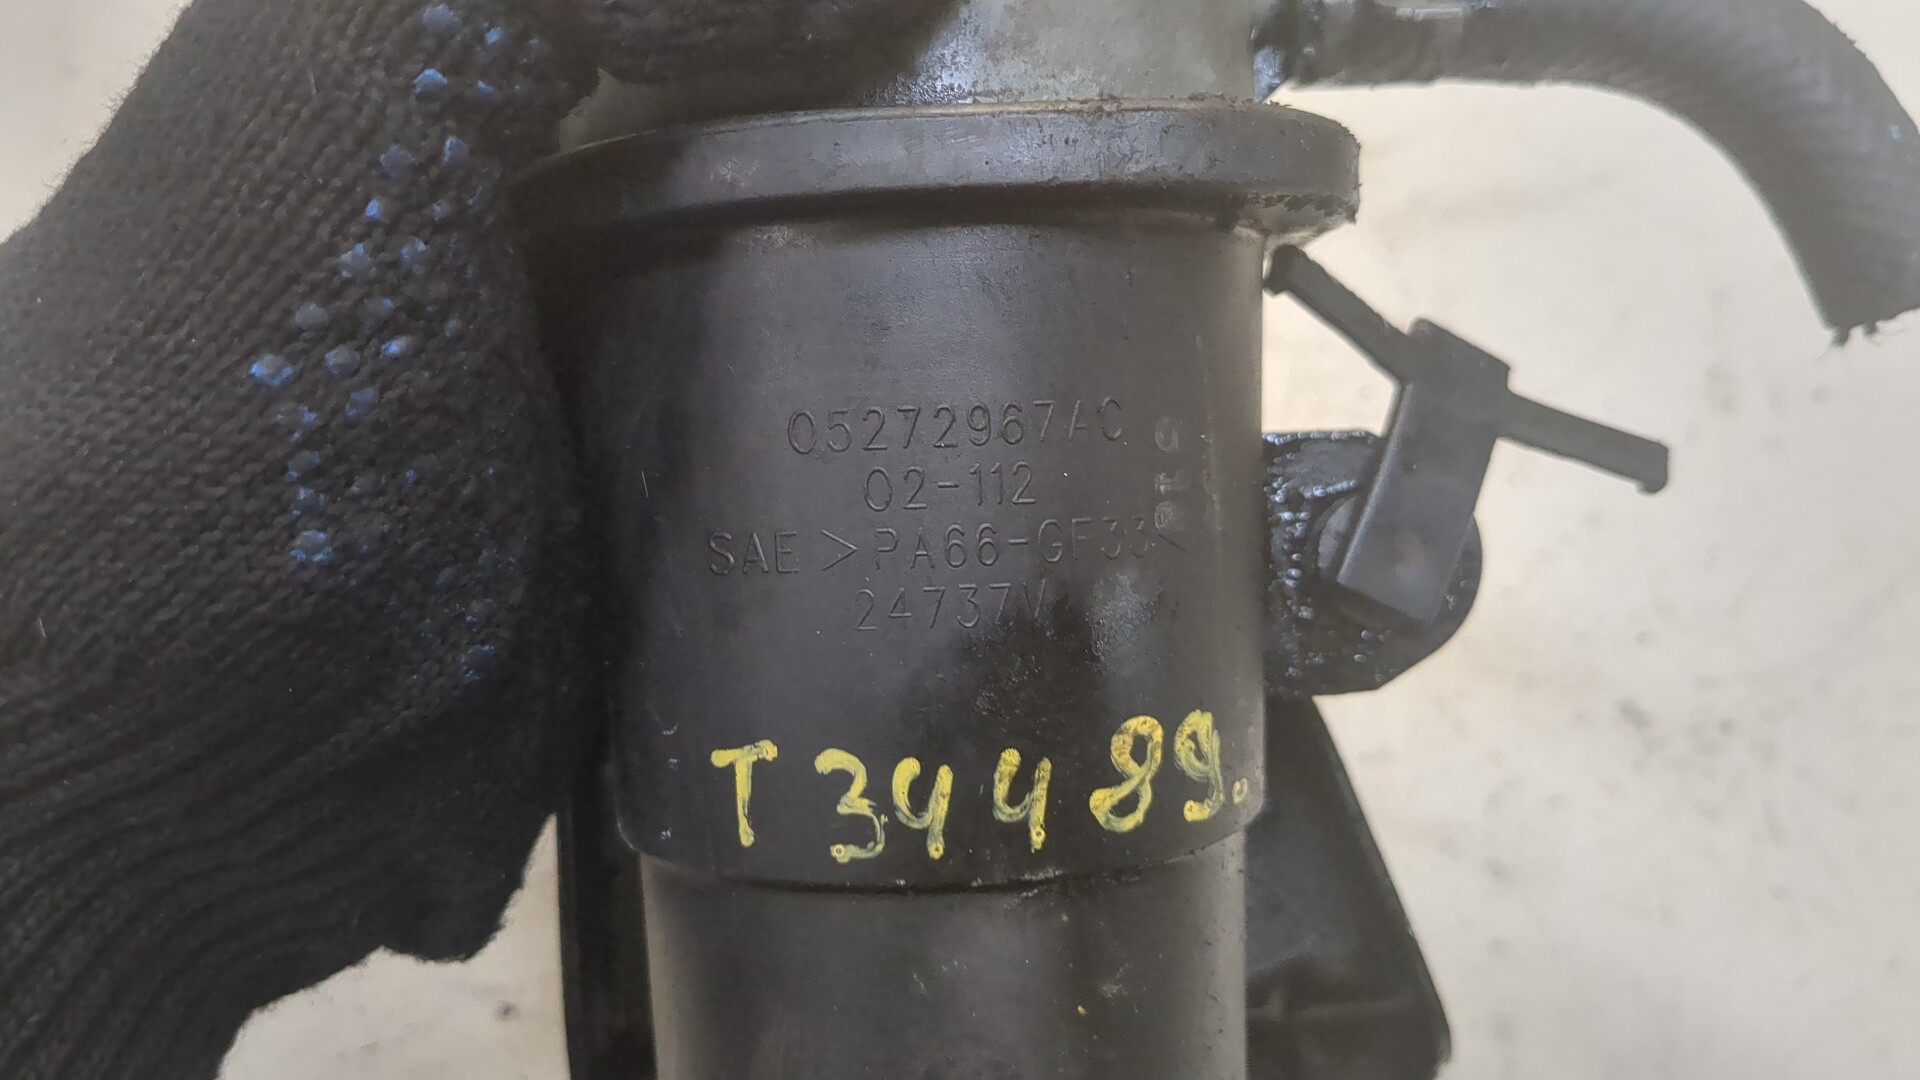 05272967AC
02-112
SAE >PA66-GF33<
24737V
T34489.